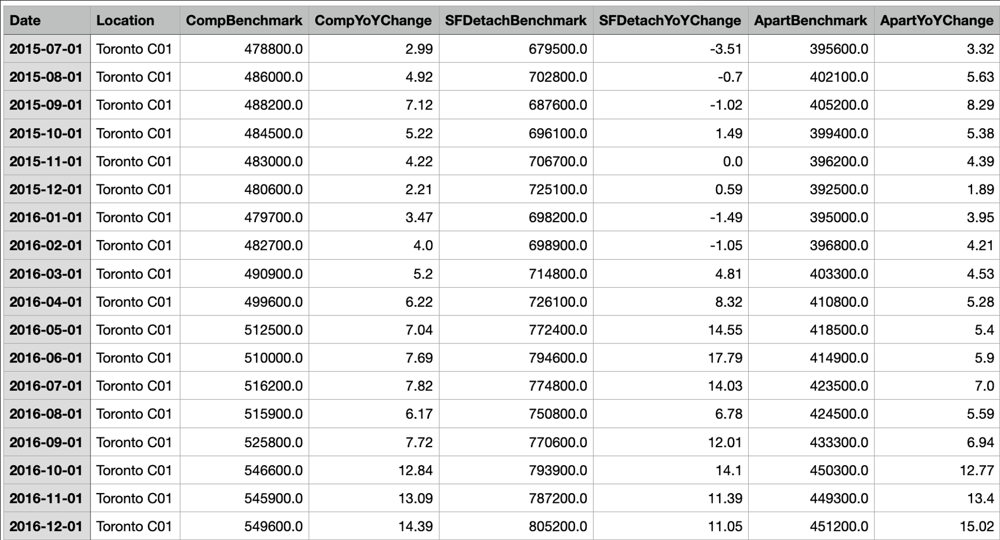 Date Location CompBenchmark CompYoYChange SFDetachBenchmark SFDetachYoYChange ApartBenchmark ApartYoYChange
2015-07-01 Toronto C01 478800.0 2.99 679500.0 -3.51 395600.0 3.32
2015-08-01 Toronto C01 486000.0 4.92 702800.0 -0.7 402100.0 5.63
2015-09-01 Toronto C01 488200.0 7.12 687600.0 -1.02 405200.0 8.29
2015-10-01 Toronto C01 484500.0 5.22 696100.0 1.49 399400.0 5.38
2015-11-01 Toronto C01 483000.0 4.22 706700.0 0.0 396200.0 4.39
2015-12-01 Toronto C01 480600.0 2.21 725100.0 0.59 392500.0 1.89
2016-01-01 Toronto C01 479700.0 3.47 698200.0 -1.49 395000.0 3.95
2016-02-01 Toronto C01 482700.0 4.0 698900.0 -1.05 396800.0 4.21
2016-03-01 Toronto C01 490900.0 5.2 714800.0 4.81 403300.0 4.53
2016-04-01 Toronto C01 499600.0 6.22 726100.0 8.32 410800.0 5.28
2016-05-01 Toronto C01 512500.0 7.04 772400.0 14.55 418500.0 5.4
2016-06-01 Toronto C01 510000.0 7.69 794600.0 17.79 414900.0 5.9
2016-07-01 Toronto C01 516200.0 7.82 774800.0 14.03 423500.0 7.0
2016-08-01 Toronto C01 515900.0 6.17 750800.0 6.78 424500.0 5.59
2016-09-01 Toronto C01 525800.0 7.72 770600.0 12.01 433300.0 6.94
2016-10-01 Toronto C01 546600.0 12.84 793900.0 14.1 450300.0 12.77
2016-11-01 Toronto C01 545900.0 13.09 787200.0 11.39 449300.0 13.4
2016-12-01 Toronto C01 549600.0 14.39 805200.0 11.05 451200.0 15.02